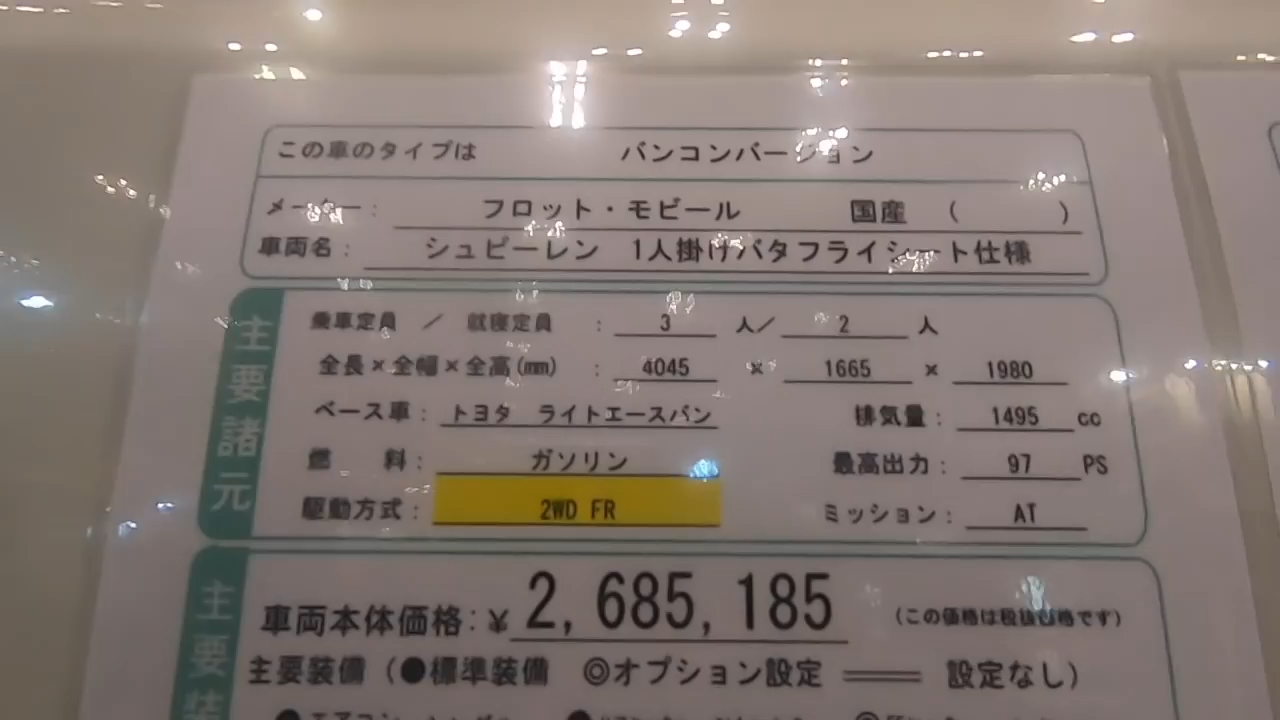 この車のタイプは バンコンバージョン
メーカー： フロット・モビール 国産 （ ）
車両名： シュピーレン 1人掛けバタフライシート仕様
主要諸元
乗車定員 ／ 就寝定員 ： 3 人／ 2 人
全長×全幅×全高(mm) ： 4045 × 1665 × 1980
ベース車： トヨタ ライトエースバン 排気量： 1495 cc
燃 料： ガソリン 最高出力： 97 PS
駆動方式： 2WD FR ミッション： AT
主要装
車両本体価格：¥ 2,685,185 （この価格は税抜価格です）
主要装備（●標準装備 ◎オプション設定 ══ 設定なし）